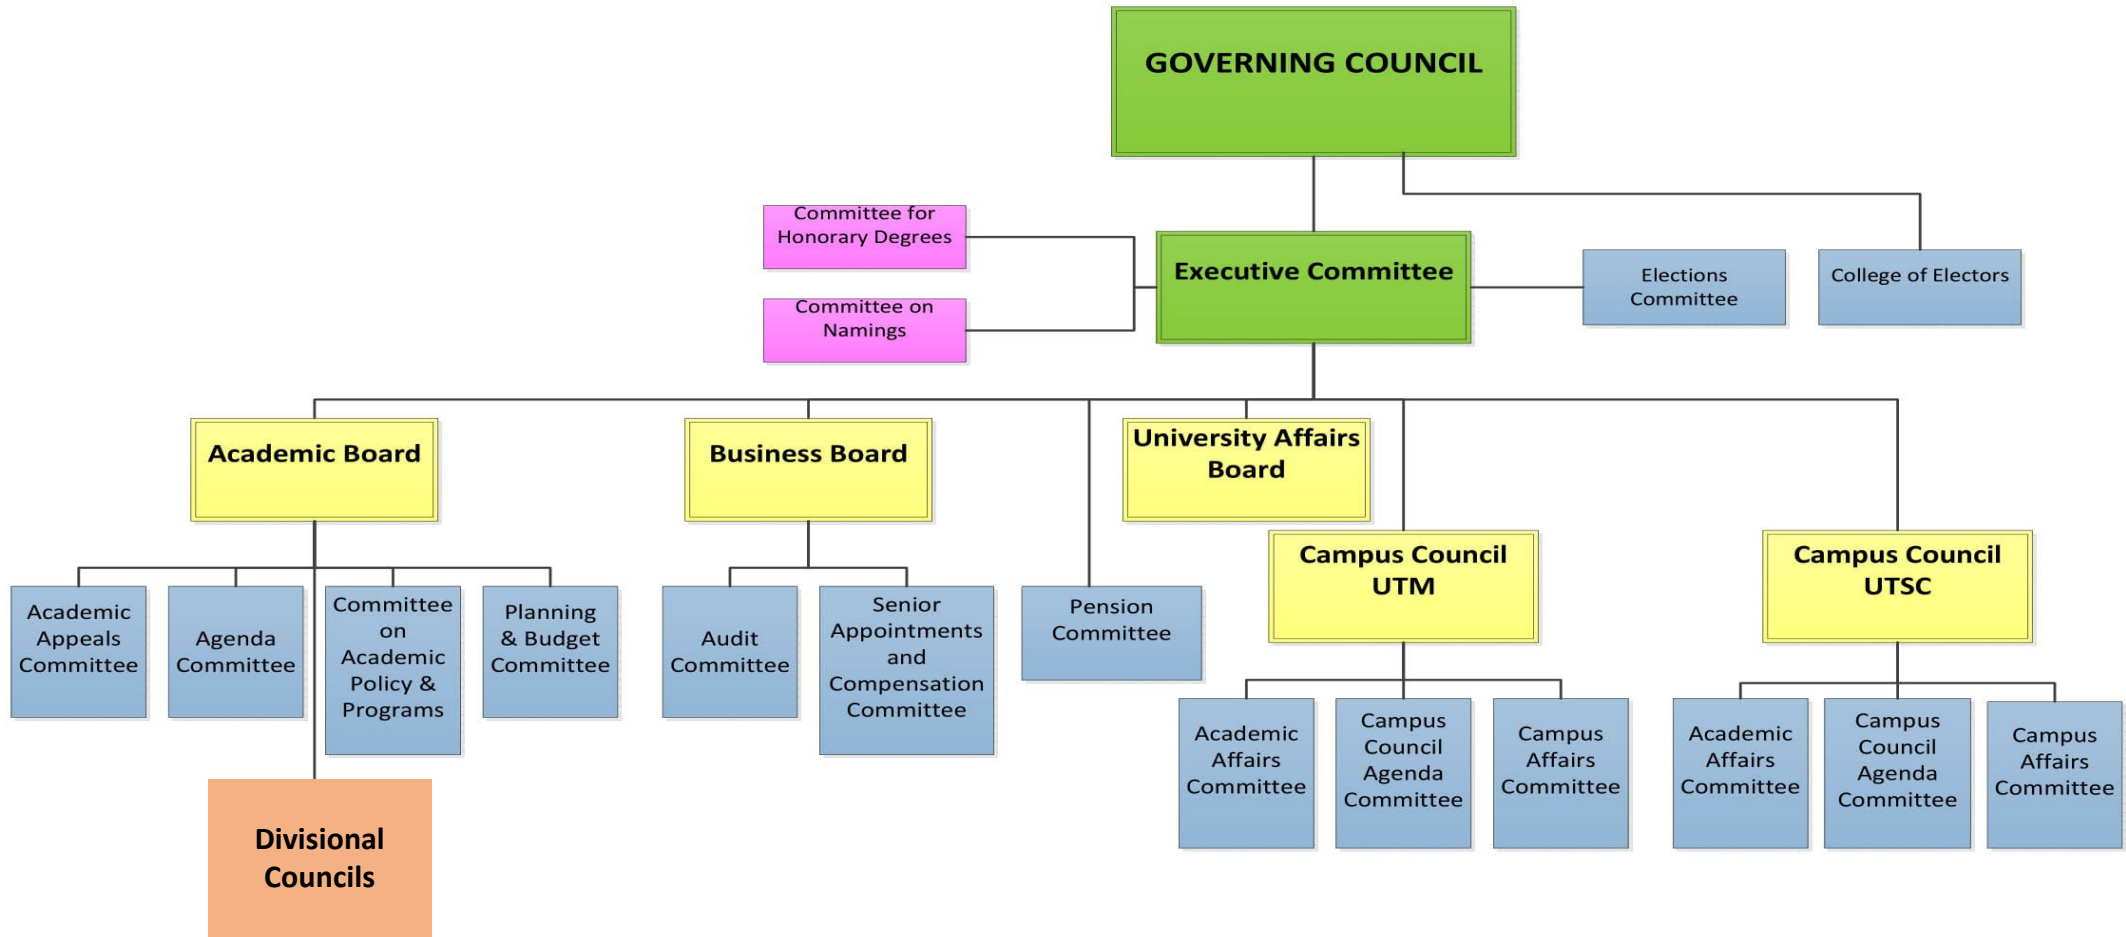 GOVERNING COUNCIL
Committee for
Honorary Degrees
Committee on
Namings
Executive Committee
Elections
Committee
College of Electors
Academic Board
Business Board
University Affairs
Board
Campus Council
UTM
Campus Council
UTSC
Academic
Appeals
Committee
Agenda
Committee
Committee
on
Academic
Policy &
Programs
Planning
& Budget
Committee
Audit
Committee
Senior
Appointments
and
Compensation
Committee
Pension
Committee
Academic
Affairs
Committee
Campus
Council
Agenda
Committee
Campus
Affairs
Committee
Academic
Affairs
Committee
Campus
Council
Agenda
Committee
Campus
Affairs
Committee
Divisional
Councils